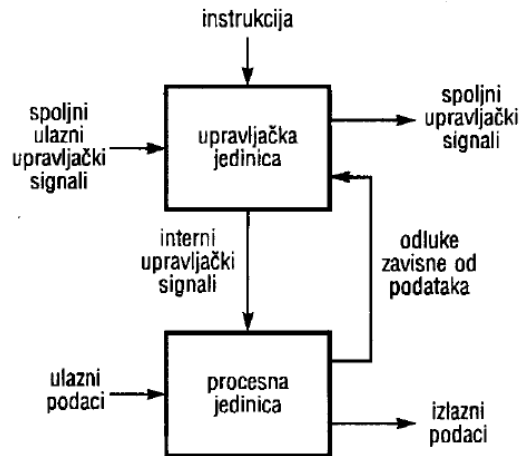 instrukcija
spoljni
ulazni
upravljački
signali
upravljačka
jedinica
spoljni
upravljački
signali
interni
upravljački
signali
odluke
zavisne od
podataka
ulazni
podaci
procesna
jedinica
izlazni
podaci